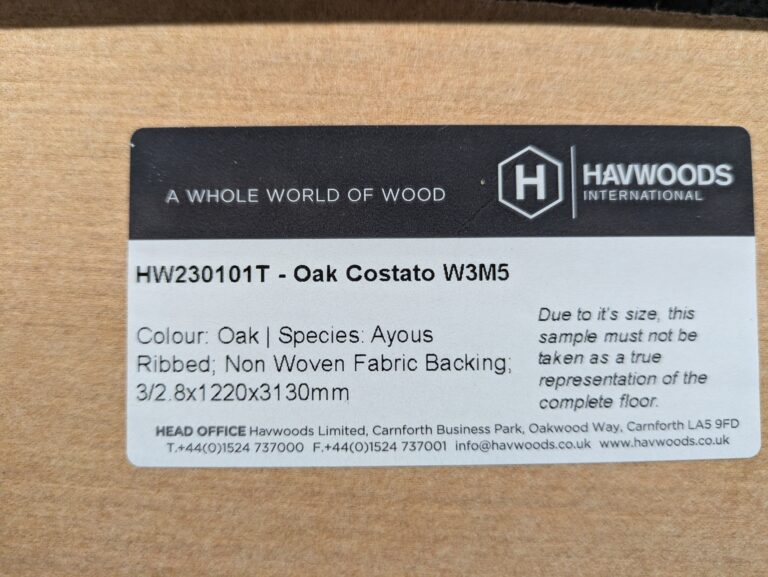 A WHOLE WORLD OF WOOD
H
HAVWOODS
INTERNATIONAL
HW230101T - Oak Costato W3M5
Colour: Oak | Species: Ayous
Ribbed; Non Woven Fabric Backing;
3/2.8x1220x3130mm
Due to it's size, this
sample must not be
taken as a true
representation of the
complete floor.
HEAD OFFICE Havwoods Limited, Carnforth Business Park, Oakwood Way, Carnforth LA5 9FD
T.+44(0)1524 737000 F.+44(0)1524 737001 info@havwoods.co.uk www.havwoods.co.uk